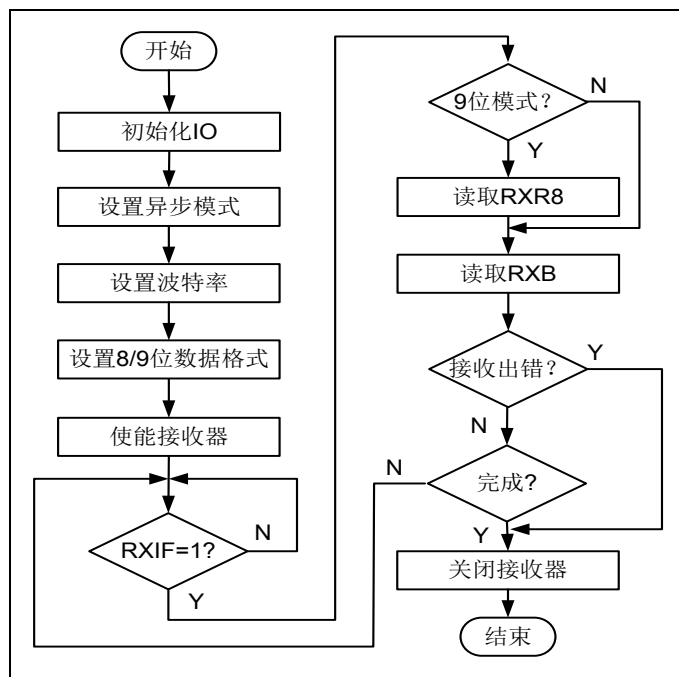 开始
初始化IO
设置异步模式
设置波特率
设置8/9位数据格式
使能接收器
RXIF=1?
N
Y
9位模式?
N
Y
读取RXR8
读取RXB
接收出错?
Y
N
完成?
N
Y
关闭接收器
结束